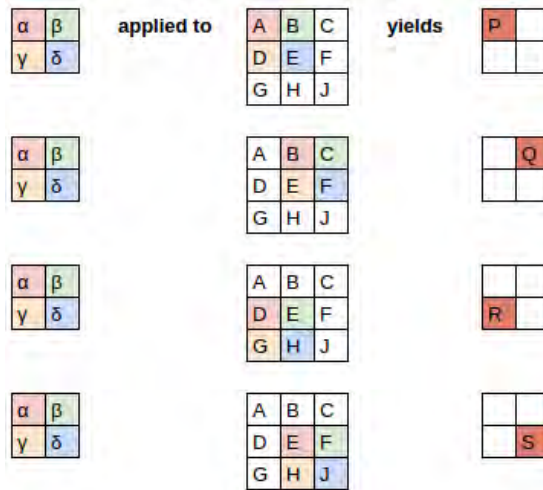 α β applied to A B C yields P
γ δ D E F
G H J
α β A B C Q
γ δ D E F
G H J
α β A B C
γ δ D E F R
G H J
α β A B C
γ δ D E F S
G H J